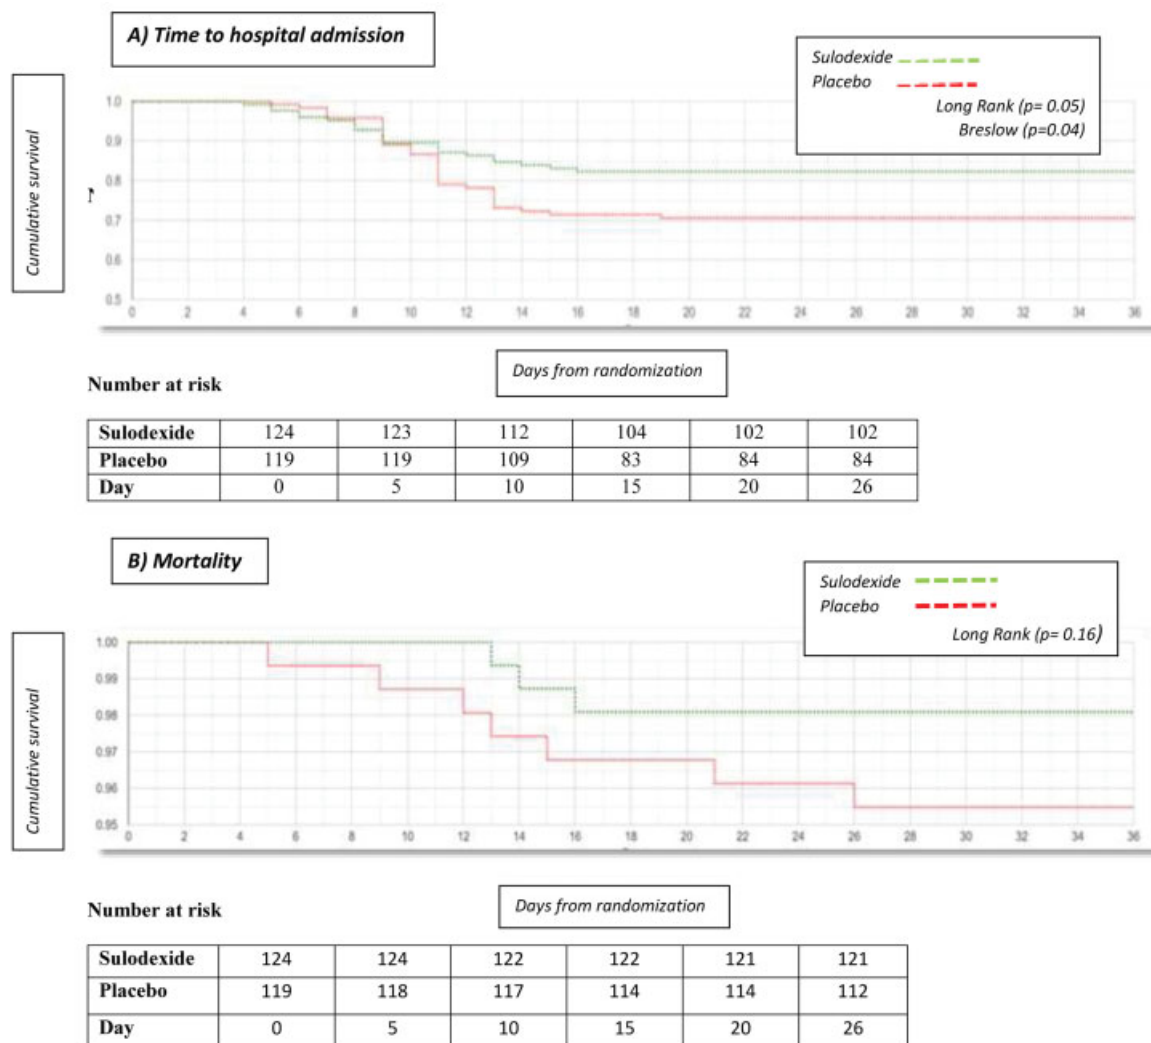 A) Time to hospital admission
Sulodexide
Placebo
Long Rank (p= 0.05)
Breslow (p=0.04)
Cumulative survival
1.0
0.9
0.8
0.7
0.6
0.5
0 2 4 6 8 10 12 14 16 18 20 22 24 26 28 30 32 34 36
Days from randomization
Number at risk
Sulodexide 124 123 112 104 102 102
Placebo 119 119 109 83 84 84
Day 0 5 10 15 20 26
B) Mortality
Sulodexide
Placebo
Long Rank (p= 0.16)
Cumulative survival
1.00
0.99
0.98
0.97
0.96
0.95
0 2 4 6 8 10 12 14 16 18 20 22 24 26 28 30 32 34 36
Days from randomization
Number at risk
Sulodexide 124 124 122 122 121 121
Placebo 119 118 117 114 114 112
Day 0 5 10 15 20 26